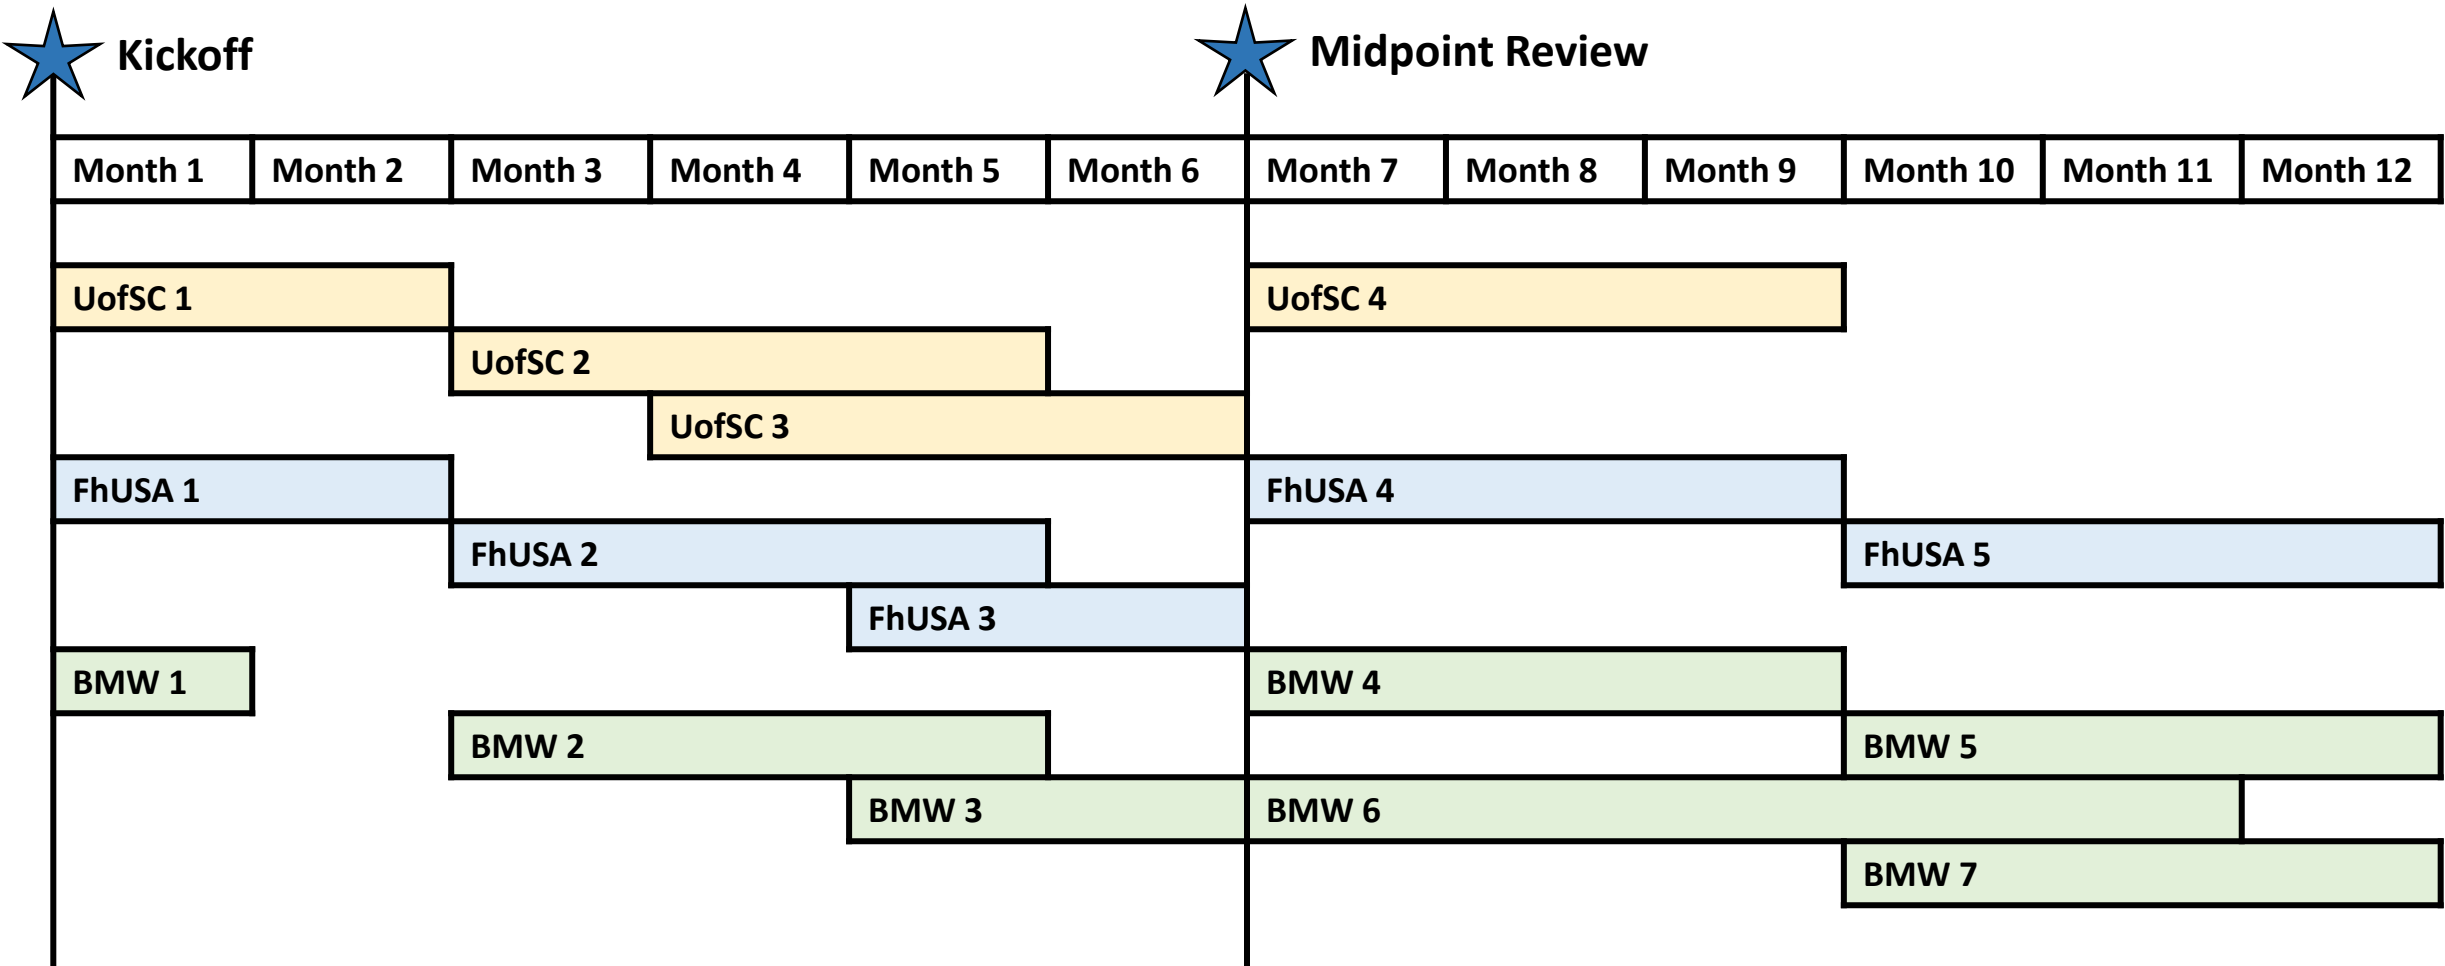 Kickoff
Midpoint Review
Month 1 Month 2 Month 3 Month 4 Month 5 Month 6 Month 7 Month 8 Month 9 Month 10 Month 11 Month 12
UofSC 1 UofSC 4
UofSC 2
UofSC 3
FhUSA 1 FhUSA 4
FhUSA 2 FhUSA 5
FhUSA 3
BMW 1 BMW 4
BMW 2 BMW 5
BMW 3 BMW 6
BMW 7